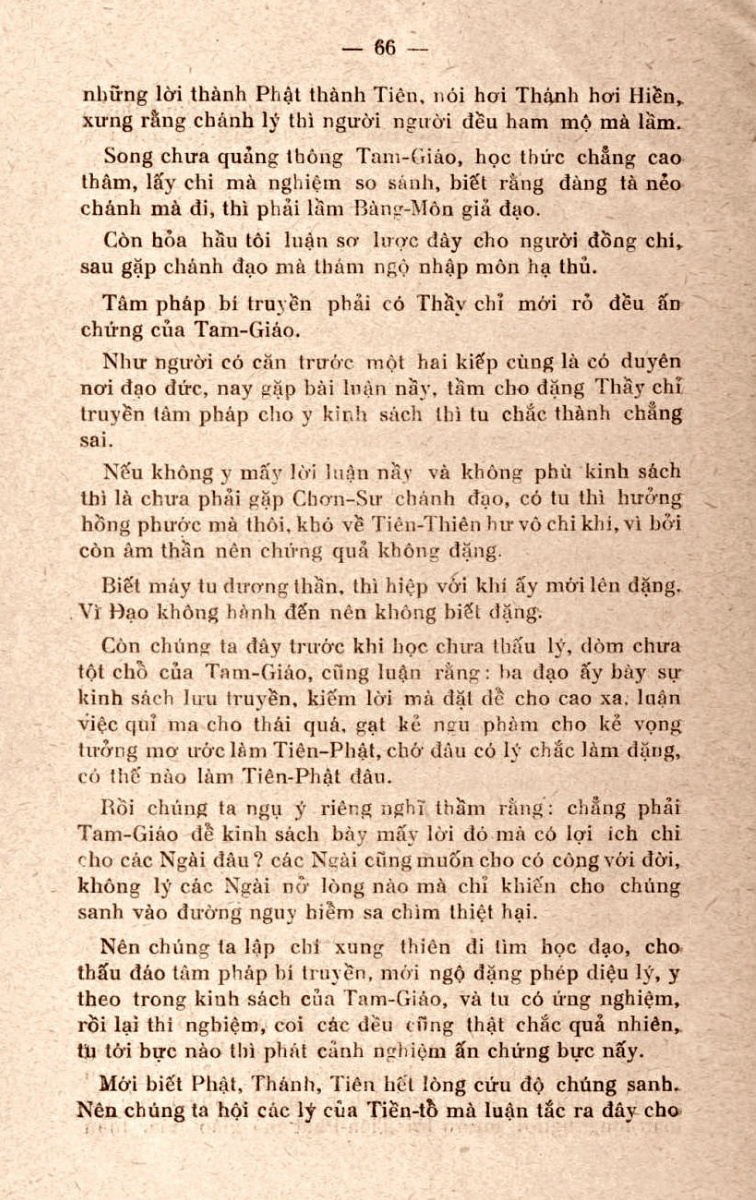 — 66 —
những lời thành Phật thành Tiên, nói hơi Thánh hơi Hiền,
xưng rằng chánh lý thì người người đều ham mộ mà lầm.
Song chưa quảng thông Tam-Giáo, học thức chẳng cao
thâm, lấy chi mà nghiệm so sánh, biết rằng đàng tà nẻo
chánh mà đi, thì phải lầm Bàng-Môn giả đạo.
Còn hỏa hầu tôi luận sơ lược đây cho người đồng chí,
sau gặp chánh đạo mà thám ngộ nhập môn hạ thủ.
Tâm pháp bí truyền phải có Thầy chỉ mới rỏ đều ấn
chứng của Tam-Giáo.
Như người có căn trước một hai kiếp cùng là có duyên
nơi đạo đức, nay gặp bài luận nầy, tầm cho đặng Thầy chỉ
truyền tâm pháp cho y kinh sách thì tu chắc thành chẳng
sai.
Nếu không y mấy lời luận nầy và không phù kinh sách
thì là chưa phải gặp Chơn-Sư chánh đạo, có tu thì hưởng
hồng phước mà thôi, khó về Tiên-Thiên hư vô chi khí, vì bởi
còn âm thần nên chứng quả không đặng.
Biết máy tu dương thần, thì hiệp với khí ấy mới lên đặng.
Vì Đạo không hành đến nên không biết đặng.
Còn chúng ta đây trước khi học chưa thấu lý, dòm chưa
tột chỗ của Tam-Giáo, cũng luận rằng: ba đạo ấy bày sự
kinh sách lưu truyền, kiếm lời mà đặt dể cho cao xa, luận
việc quỉ ma cho thái quá, gạt kẻ ngu phàm cho kẻ vọng
tưởng mơ ước làm Tiên-Phật, chớ đâu có lý chắc làm đặng,
có thế nào làm Tiên-Phật đâu.
Rồi chúng ta ngụ ý riêng nghĩ thầm rằng: chẳng phải
Tam-Giáo để kinh sách bày mấy lời đó mà có lợi ích chi
cho các Ngài đâu? các Ngài cũng muốn cho có công với đời,
không lý các Ngài nở lòng nào mà chỉ khiến cho chúng
sanh vào đường nguy hiểm sa chìm thiệt hại.
Nên chúng ta lập chí xung thiên đi tìm học đạo, cho
thấu đáo tâm pháp bí truyền, mới ngộ đặng phép diệu lý, y
theo trong kinh sách của Tam-Giáo, và tu có ứng nghiệm,
rồi lại thí nghiệm, coi các đều cũng thật chắc quả nhiên,
tu tới bực nào thì phát cảnh nghiệm ấn chứng bực nấy.
Mới biết Phật, Thánh, Tiên hết lòng cứu độ chúng sanh.
Nên chúng ta hội các lý của Tiền-tổ mà luận tắc ra đây cho